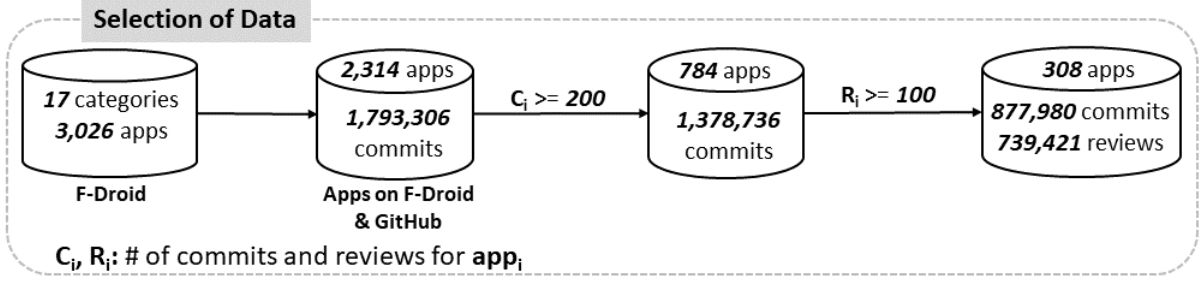 Selection of Data
17 categories
3,026 apps
F-Droid
2,314 apps
1,793,306
commits
Apps on F-Droid
& GitHub
Ci >= 200
784 apps
1,378,736
commits
Ri >= 100
308 apps
877,980 commits
739,421 reviews
Ci, Ri: # of commits and reviews for appi